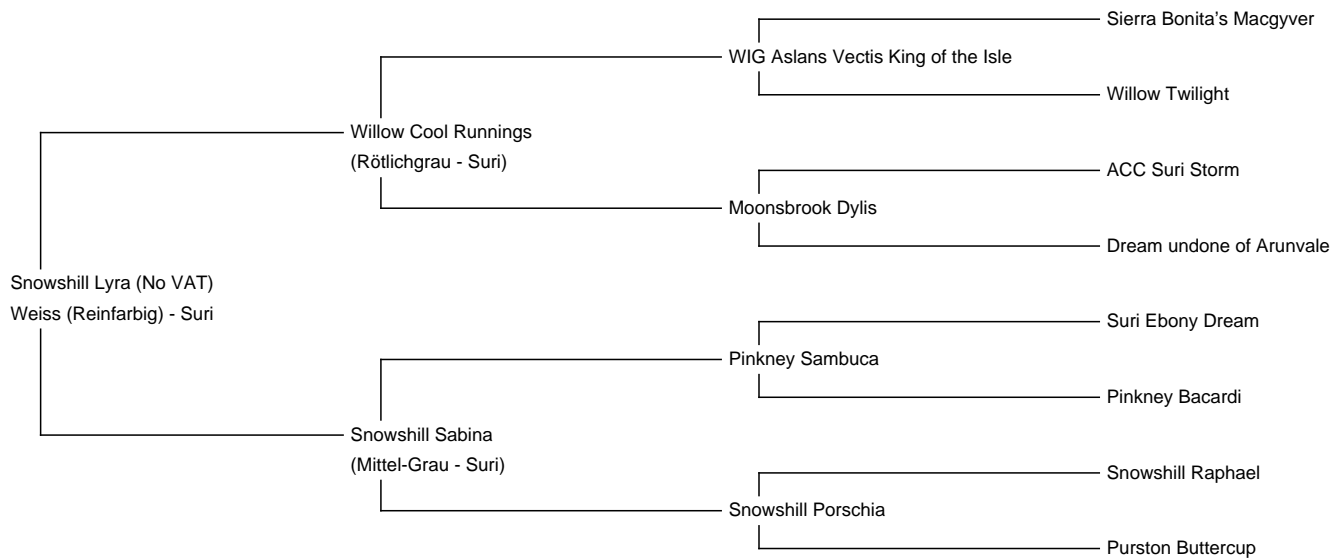 Sierra Bonita's Macgyver
WIG Aslans Vectis King of the Isle
Willow Twilight
Willow Cool Runnings
(Rötlichgrau - Suri)
ACC Suri Storm
Moonsbrook Dylis
Dream undone of Arunvale
Snowshill Lyra (No VAT)
Weiss (Reinfarbig) - Suri
Suri Ebony Dream
Pinkney Sambuca
Pinkney Bacardi
Snowshill Sabina
(Mittel-Grau - Suri)
Snowshill Raphael
Snowshill Porschia
Purston Buttercup